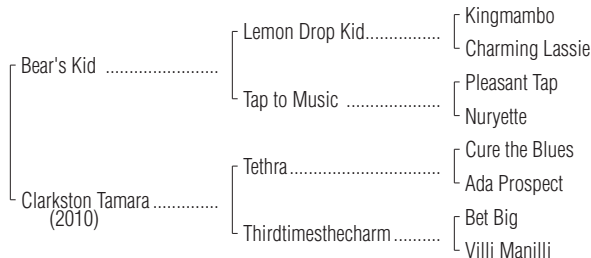 Kingmambo
Lemon Drop Kid.................
Charming Lassie
Bear's Kid ........................
Pleasant Tap
Tap to Music .....................
Nuryette
Cure the Blues
Tethra..................................
Ada Prospect
Clarkston Tamara ..............
(2010)
Bet Big
Thirdtimesthecharm ..........
Villi Manilli